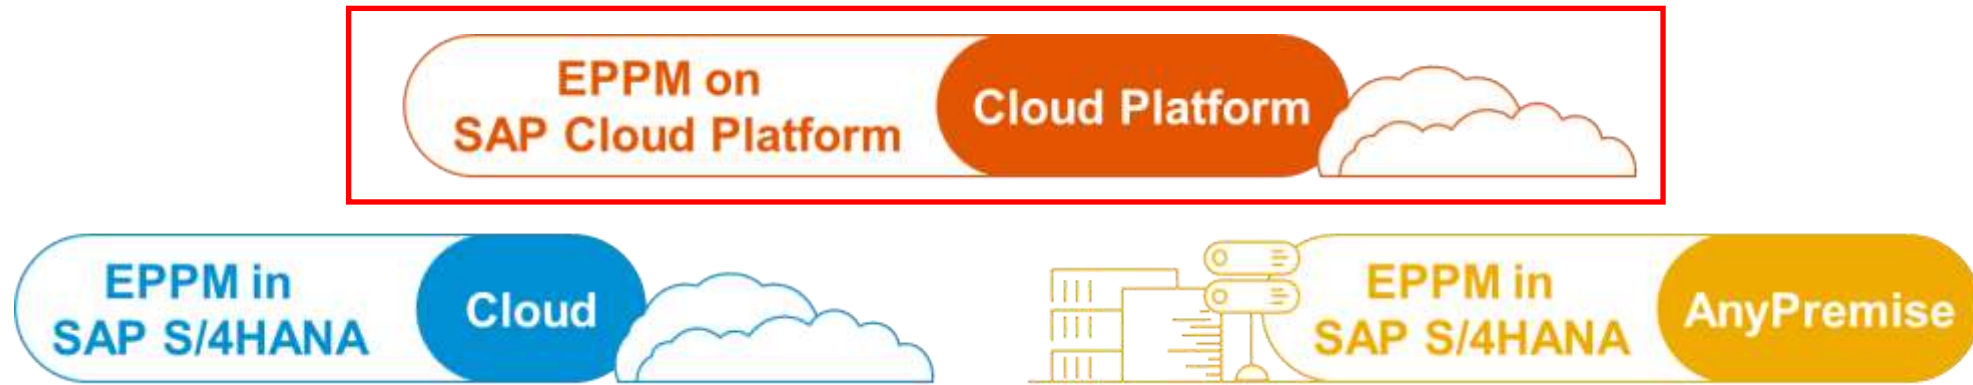 EPPM on
SAP Cloud Platform
Cloud Platform
EPPM in
SAP S/4HANA
Cloud
EPPM in
SAP S/4HANA
AnyPremise